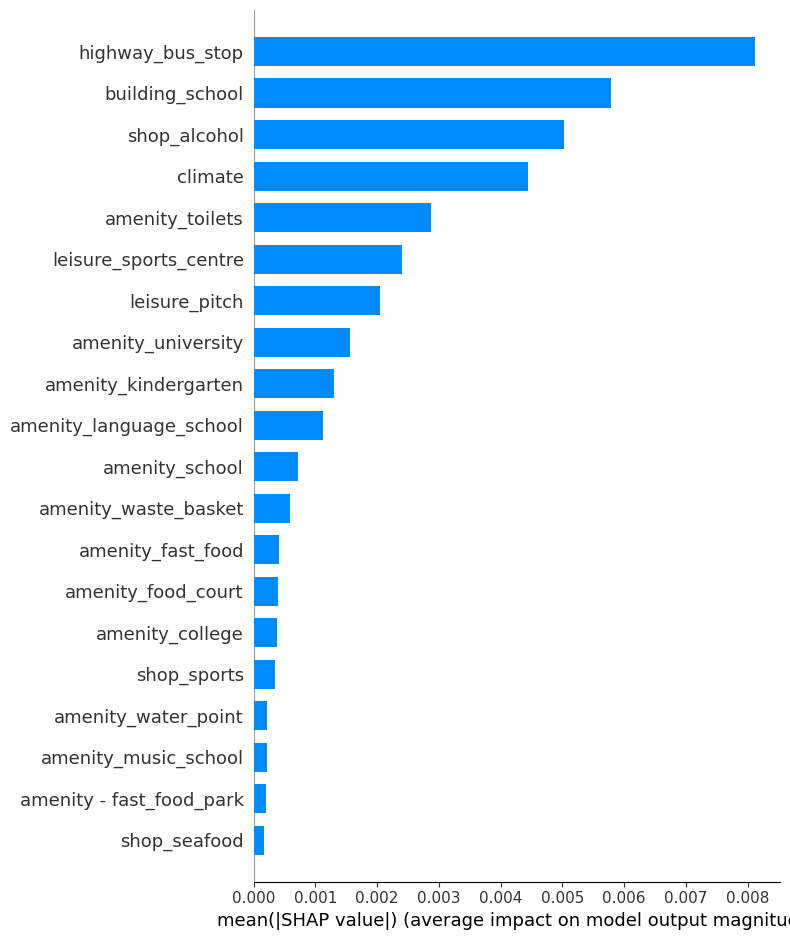 highway_bus_stop
building_school
shop_alcohol
climate
amenity_toilets
leisure_sports_centre
leisure_pitch
amenity_university
amenity_kindergarten
amenity_language_school
amenity_school
amenity_waste_basket
amenity_fast_food
amenity_food_court
amenity_college
shop_sports
amenity_water_point
amenity_music_school
amenity - fast_food_park
shop_seafood
0.000 0.001 0.002 0.003 0.004 0.005 0.006 0.007 0.008
mean(|SHAP value|) (average impact on model output magnitud